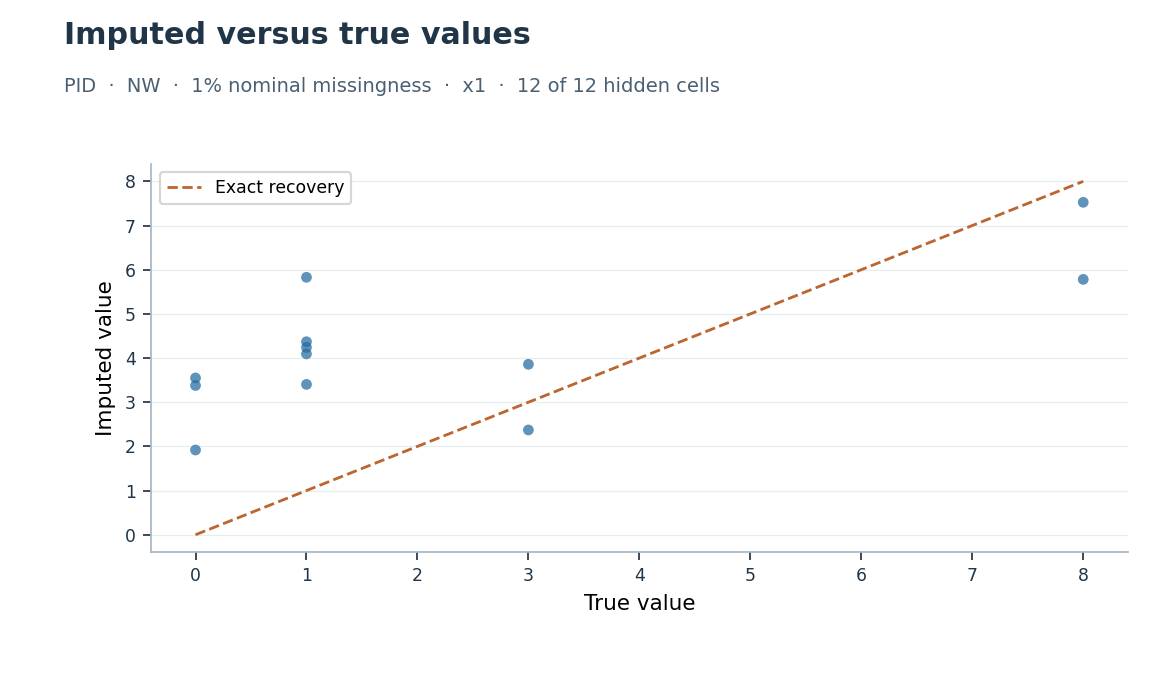 Imputed versus true values
PID · NW · 1% nominal missingness · x1 · 12 of 12 hidden cells
Exact recovery
8
7
6
5
4
3
2
1
0
Imputed value
0 1 2 3 4 5 6 7 8
True value